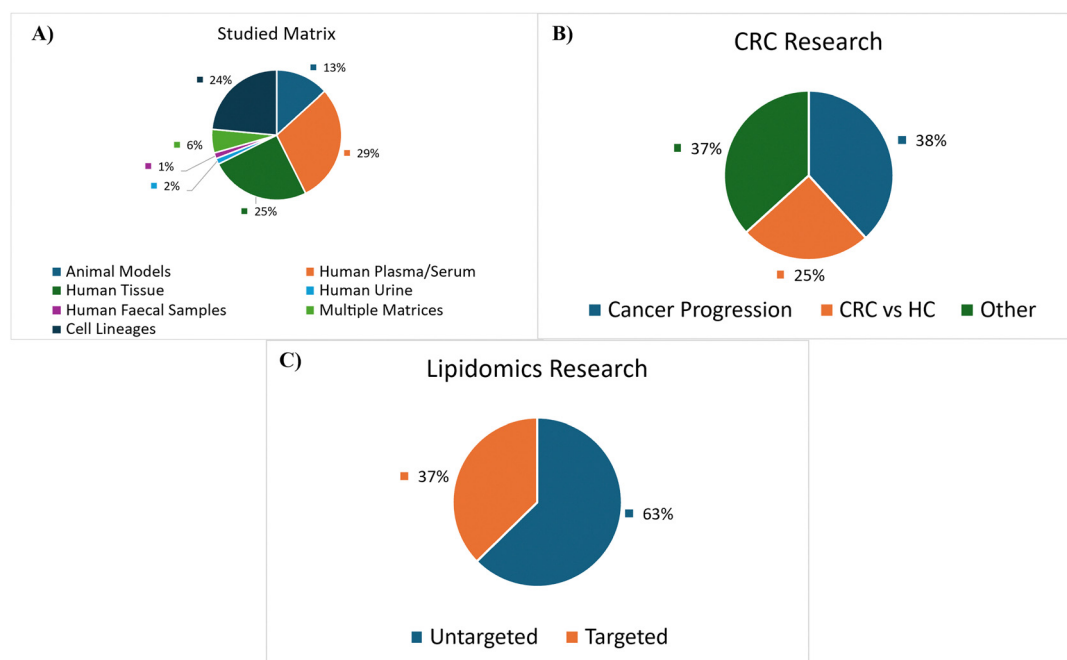 A)
Studied Matrix
13%
29%
25%
2%
1%
6%
24%
Animal Models
Human Plasma/Serum
Human Tissue
Human Urine
Human Faecal Samples
Multiple Matrices
Cell Lineages
B)
CRC Research
38%
25%
37%
Cancer Progression
CRC vs HC
Other
C)
Lipidomics Research
37%
63%
Untargeted
Targeted